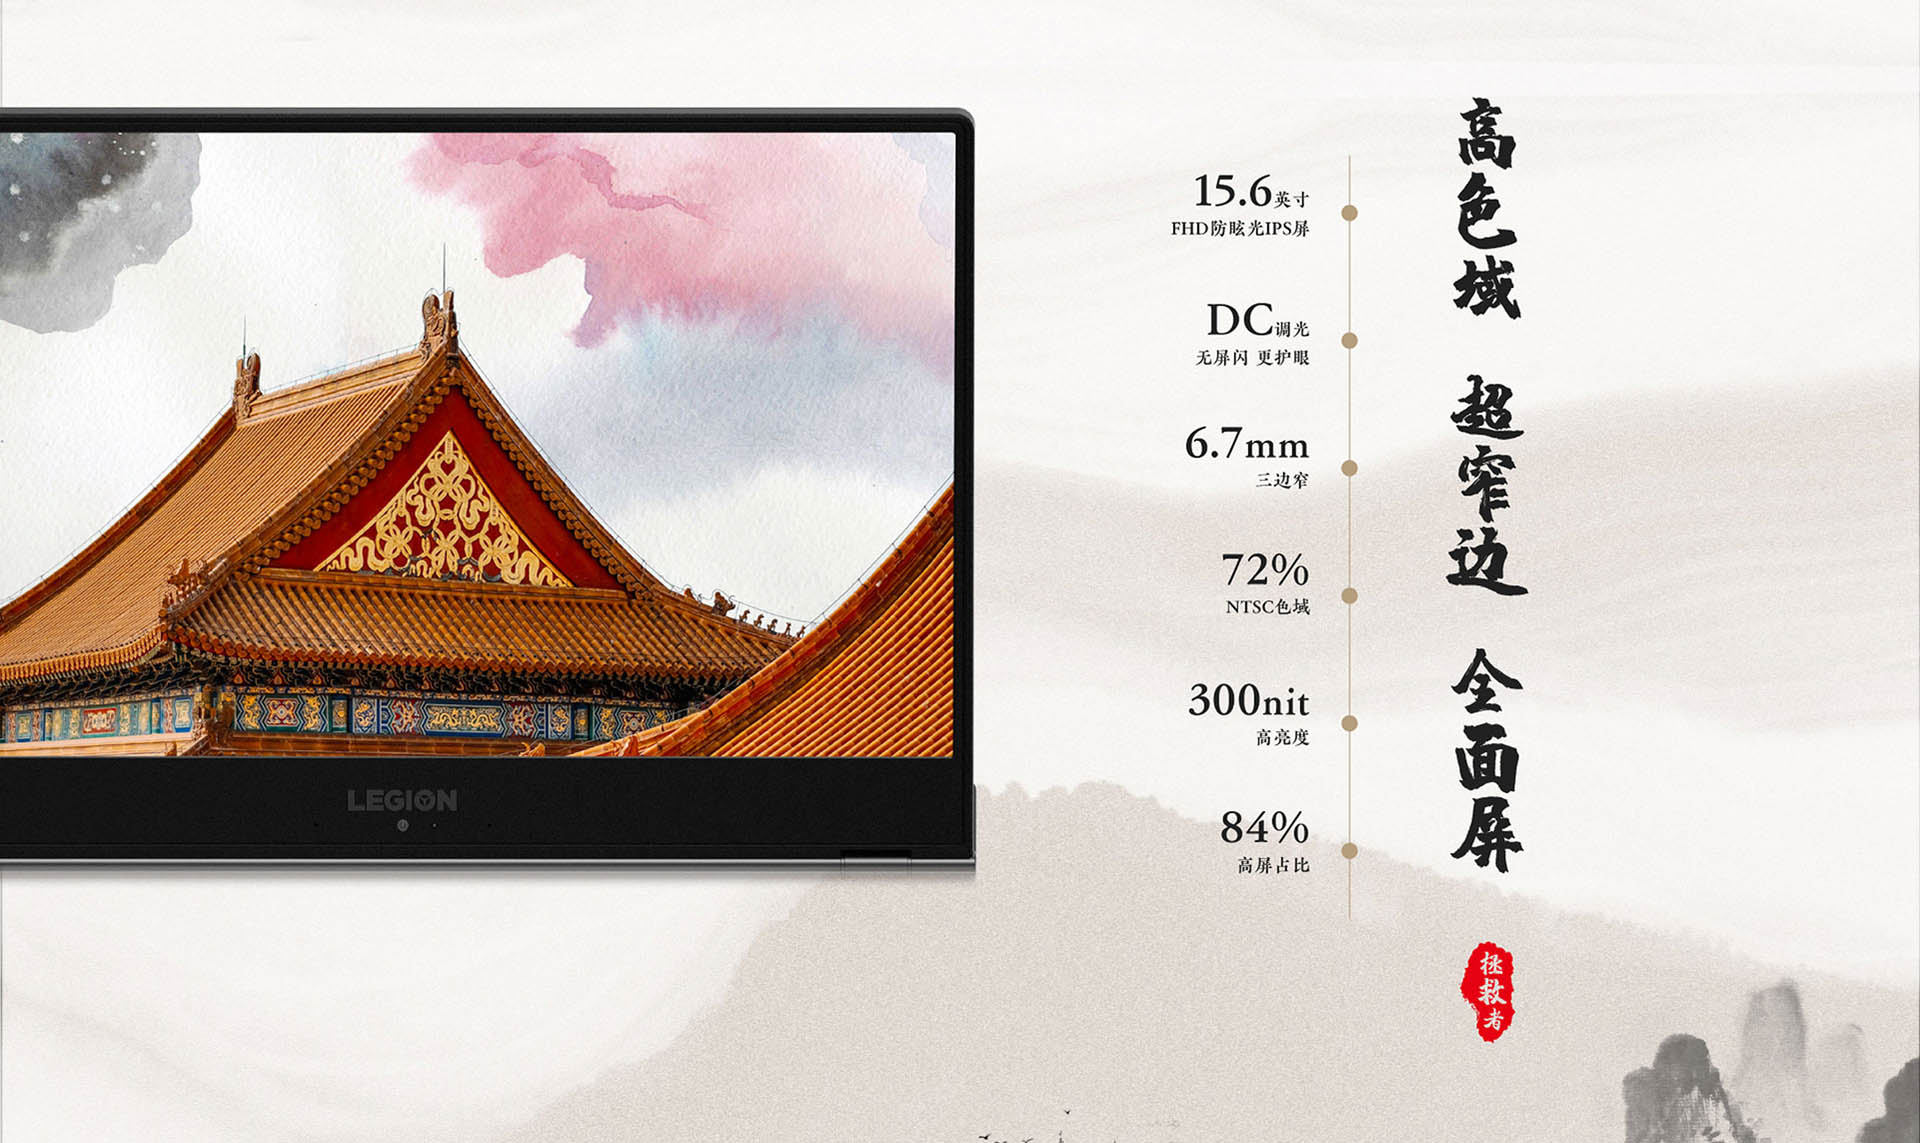 高色域 超窄边 全面屏
拯救者
15.6英寸
FHD防眩光IPS屏
DC调光
无屏闪 更护眼
6.7mm
三边窄
72%
NTSC色域
300nit
高亮度
84%
高屏占比
LEGION